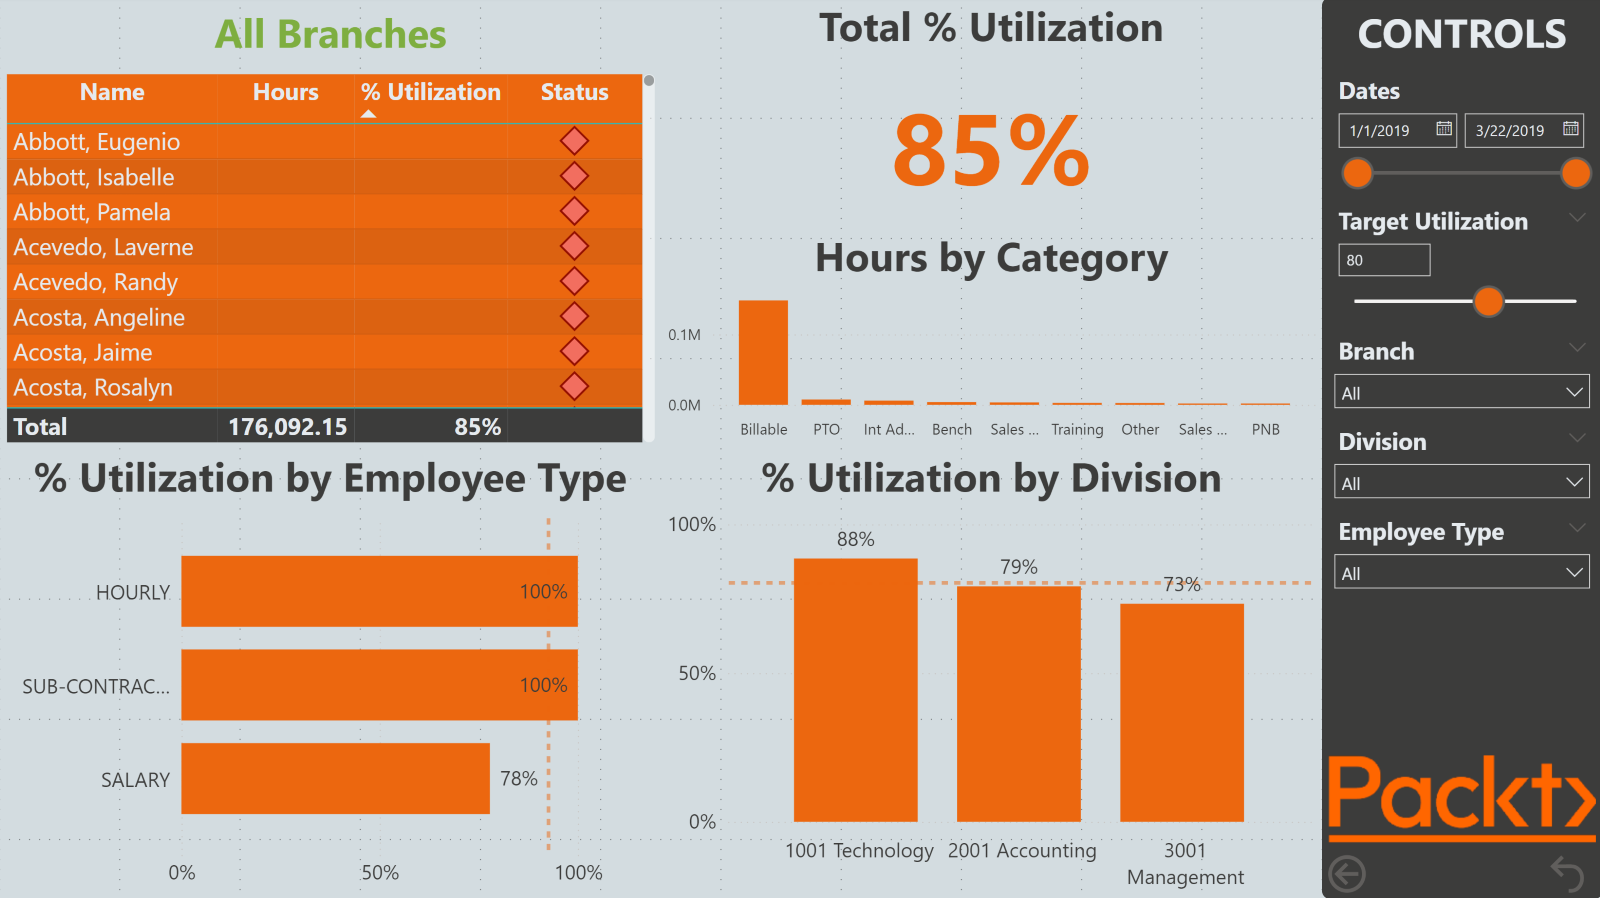 All Branches
Name Hours % Utilization Status
Abbott, Eugenio
Abbott, Isabelle
Abbott, Pamela
Acevedo, Laverne
Acevedo, Randy
Acosta, Angeline
Acosta, Jaime
Acosta, Rosalyn
Total 176,092.15 85%
Total % Utilization
85%
Hours by Category
0.1M
0.0M
Billable PTO Int Ad... Bench Sales ... Training Other Sales ... PNB
% Utilization by Employee Type
HOURLY 100%
SUB-CONTRAC... 100%
SALARY 78%
0% 50% 100%
% Utilization by Division
100%
50%
0%
88%
79%
73%
1001 Technology 2001 Accounting 3001
Management
CONTROLS
Dates
1/1/2019 3/22/2019
Target Utilization
80
Branch
All
Division
All
Employee Type
All
Packt>